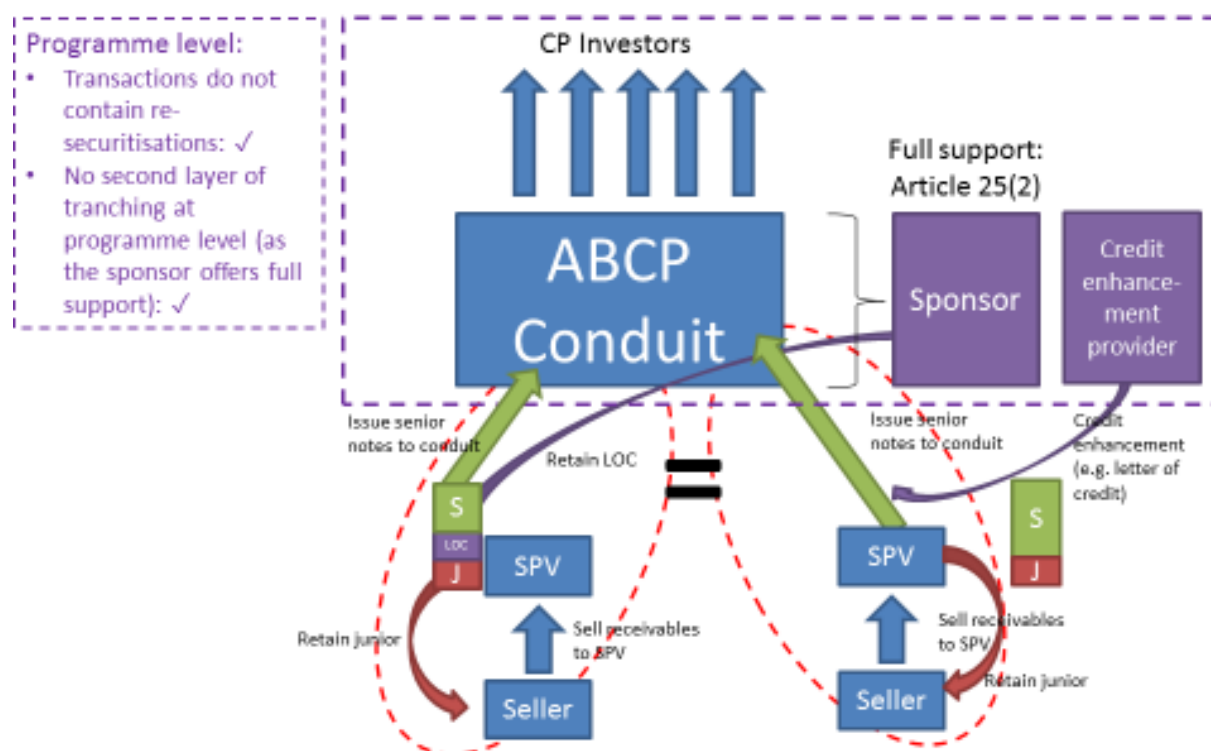 Programme level:
• Transactions do not
contain re-
securitisations: ✓
• No second layer of
tranching at
programme level (as
the sponsor offers full
support): ✓
CP Investors
Full support:
Article 25(2)
ABCP
Conduit
Sponsor
Credit
enhance-
ment
provider
Issue senior
notes to conduit
Retain LOC
Issue senior
notes to conduit
Credit
enhancement
(e.g. letter of
credit)
S
LOC
J
SPV
SPV
S
J
Retain junior
Sell receivables
to SPV
Sell receivables
to SPV
Retain junior
Seller
Seller